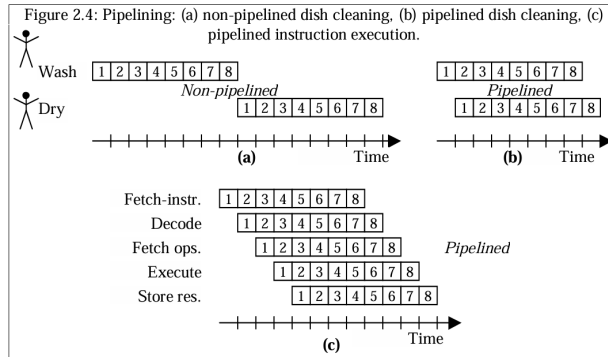 Figure 2.4: Pipelining: (a) non-pipelined dish cleaning, (b) pipelined dish cleaning, (c)
pipelined instruction execution.
Wash 1 2 3 4 5 6 7 8
Non-pipelined
Dry 1 2 3 4 5 6 7 8
(a) Time
1 2 3 4 5 6 7 8
Pipelined
1 2 3 4 5 6 7 8
(b) Time
Fetch-instr. 1 2 3 4 5 6 7 8
Decode 1 2 3 4 5 6 7 8
Fetch ops. 1 2 3 4 5 6 7 8 Pipelined
Execute 1 2 3 4 5 6 7 8
Store res. 1 2 3 4 5 6 7 8
Time
(c)